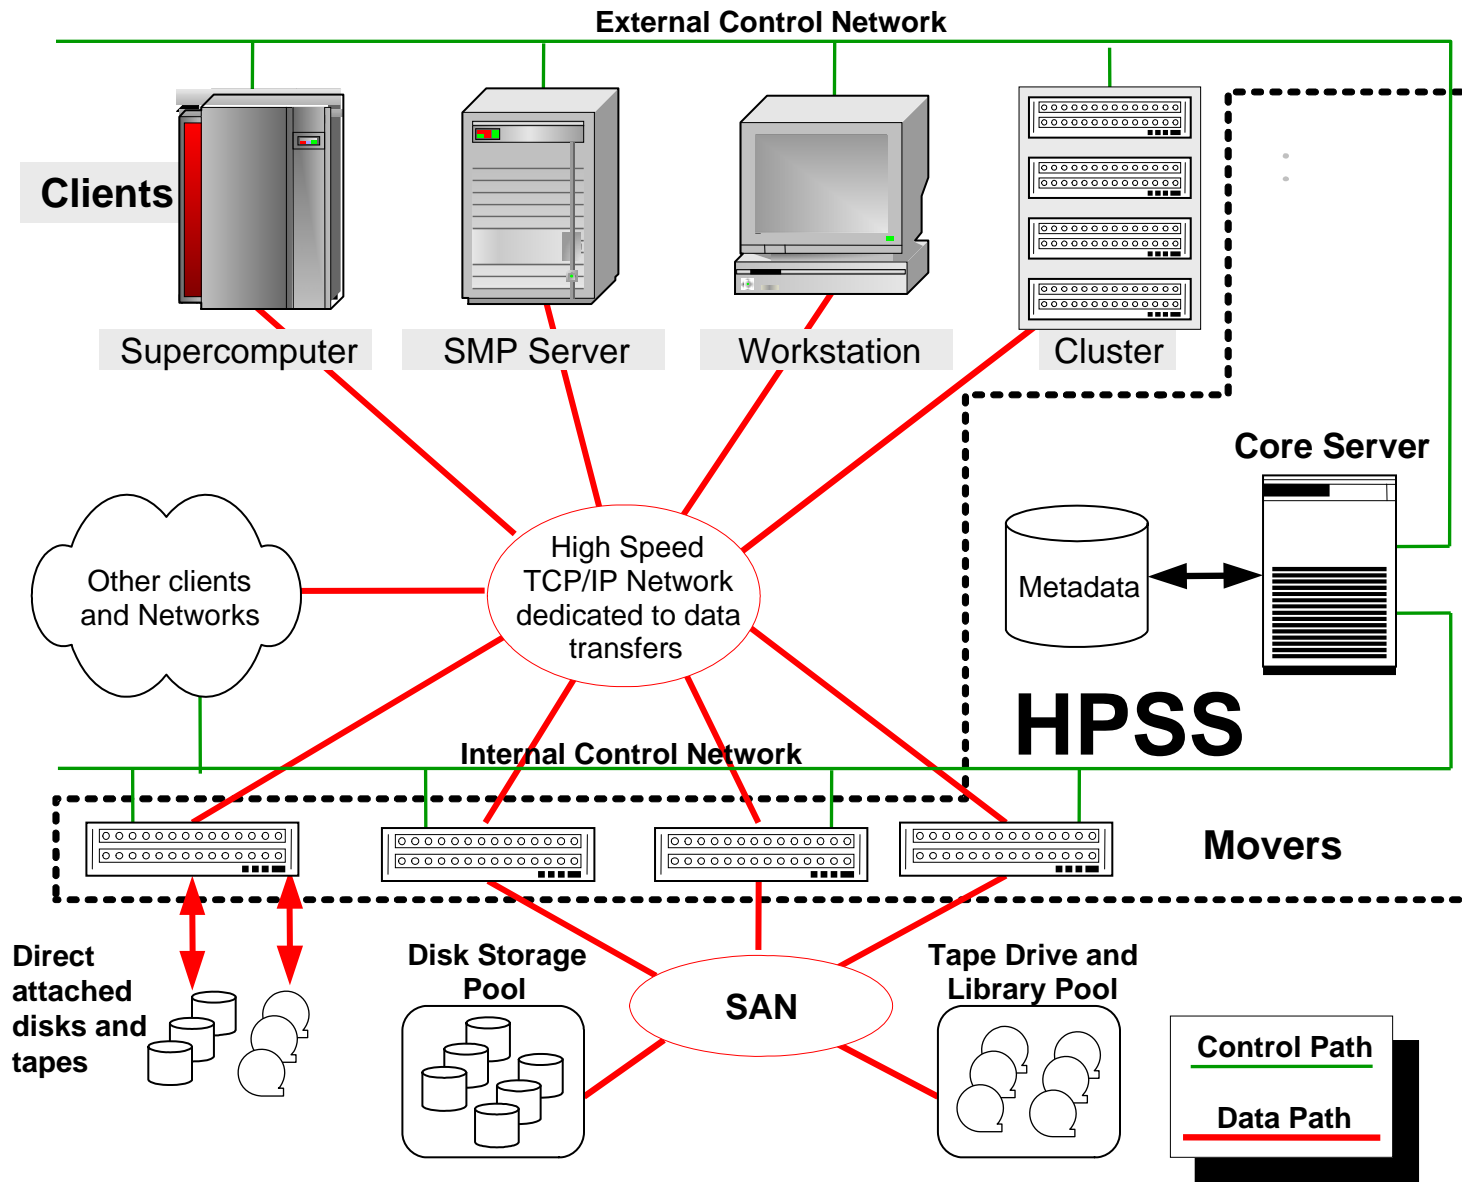 External Control Network
Clients
Supercomputer
SMP Server
Workstation
Cluster
Core Server
High Speed
TCP/IP Network
dedicated to data
transfers
Other clients
and Networks
Metadata
HPSS
Internal Control Network
Movers
Direct
attached
disks and
tapes
Disk Storage
Pool
SAN
Tape Drive and
Library Pool
Control Path
Data Path